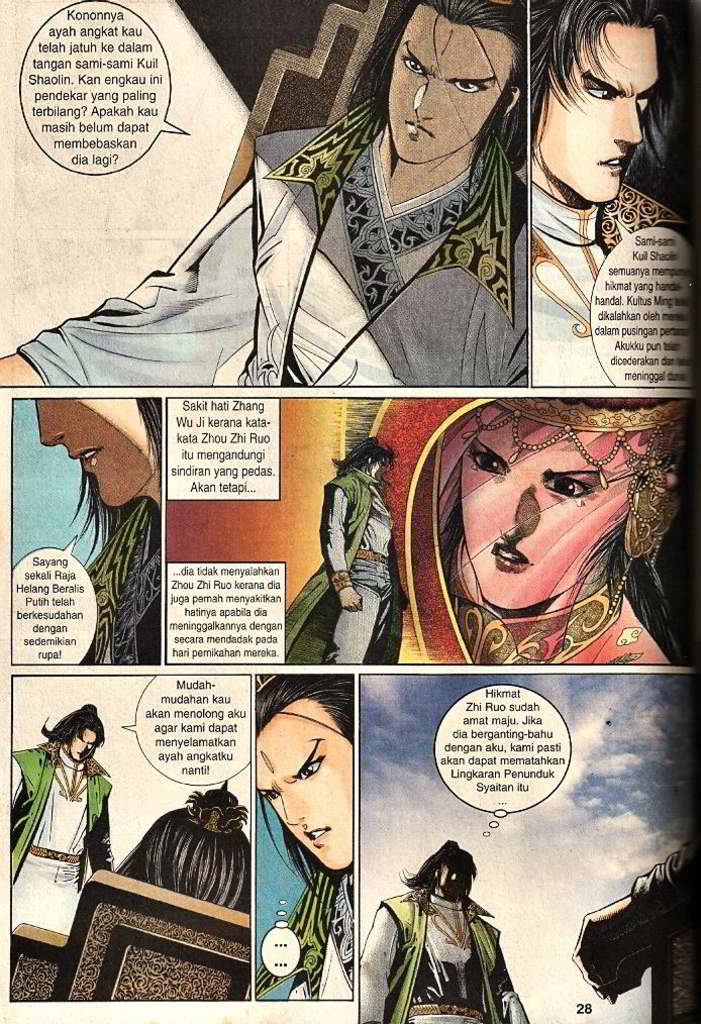 Kononnya
ayah angkat kau
telah jatuh ke dalam
tangan sami-sami Kuil
Shaolin. Kan engkau ini
pendekar yang paling
terbilang? Apakah kau
masih belum dapat
membebaskan
dia lagi?
Sami-sami
Kuil Shaolin
semuanya
hikmat yang
handal. Kultus Ming
dikalahkan oleh
dalam pusingan
Akukku pun telah
dicederakan dan
meninggal
Sayang
sekali Raja
Helang Beralis
Putih telah
berkesudahan
dengan
sedemikian
rupa!
Sakit hati Zhang
Wu Ji kerana kata-
kata Zhou Zhi Ruo
itu mengandungi
sindiran yang pedas.
Akan tetapi...
...dia tidak menyalahkan
Zhou Zhi Ruo kerana dia
juga pernah menyakitkan
hatinya apabila dia
meninggalkannya dengan
secara mendadak pada
hari pernikahan mereka.
Mudah-
mudahan kau
akan menolong aku
agar kami dapat
menyelamatkan
ayah angkatku
nanti!
...
...
Hikmat
Zhi Ruo sudah
amat maju. Jika
dia berganting-bahu
dengan aku, kami pasti
akan dapat mematahkan
Lingkaran Penunduk
Syaitan itu
...
28